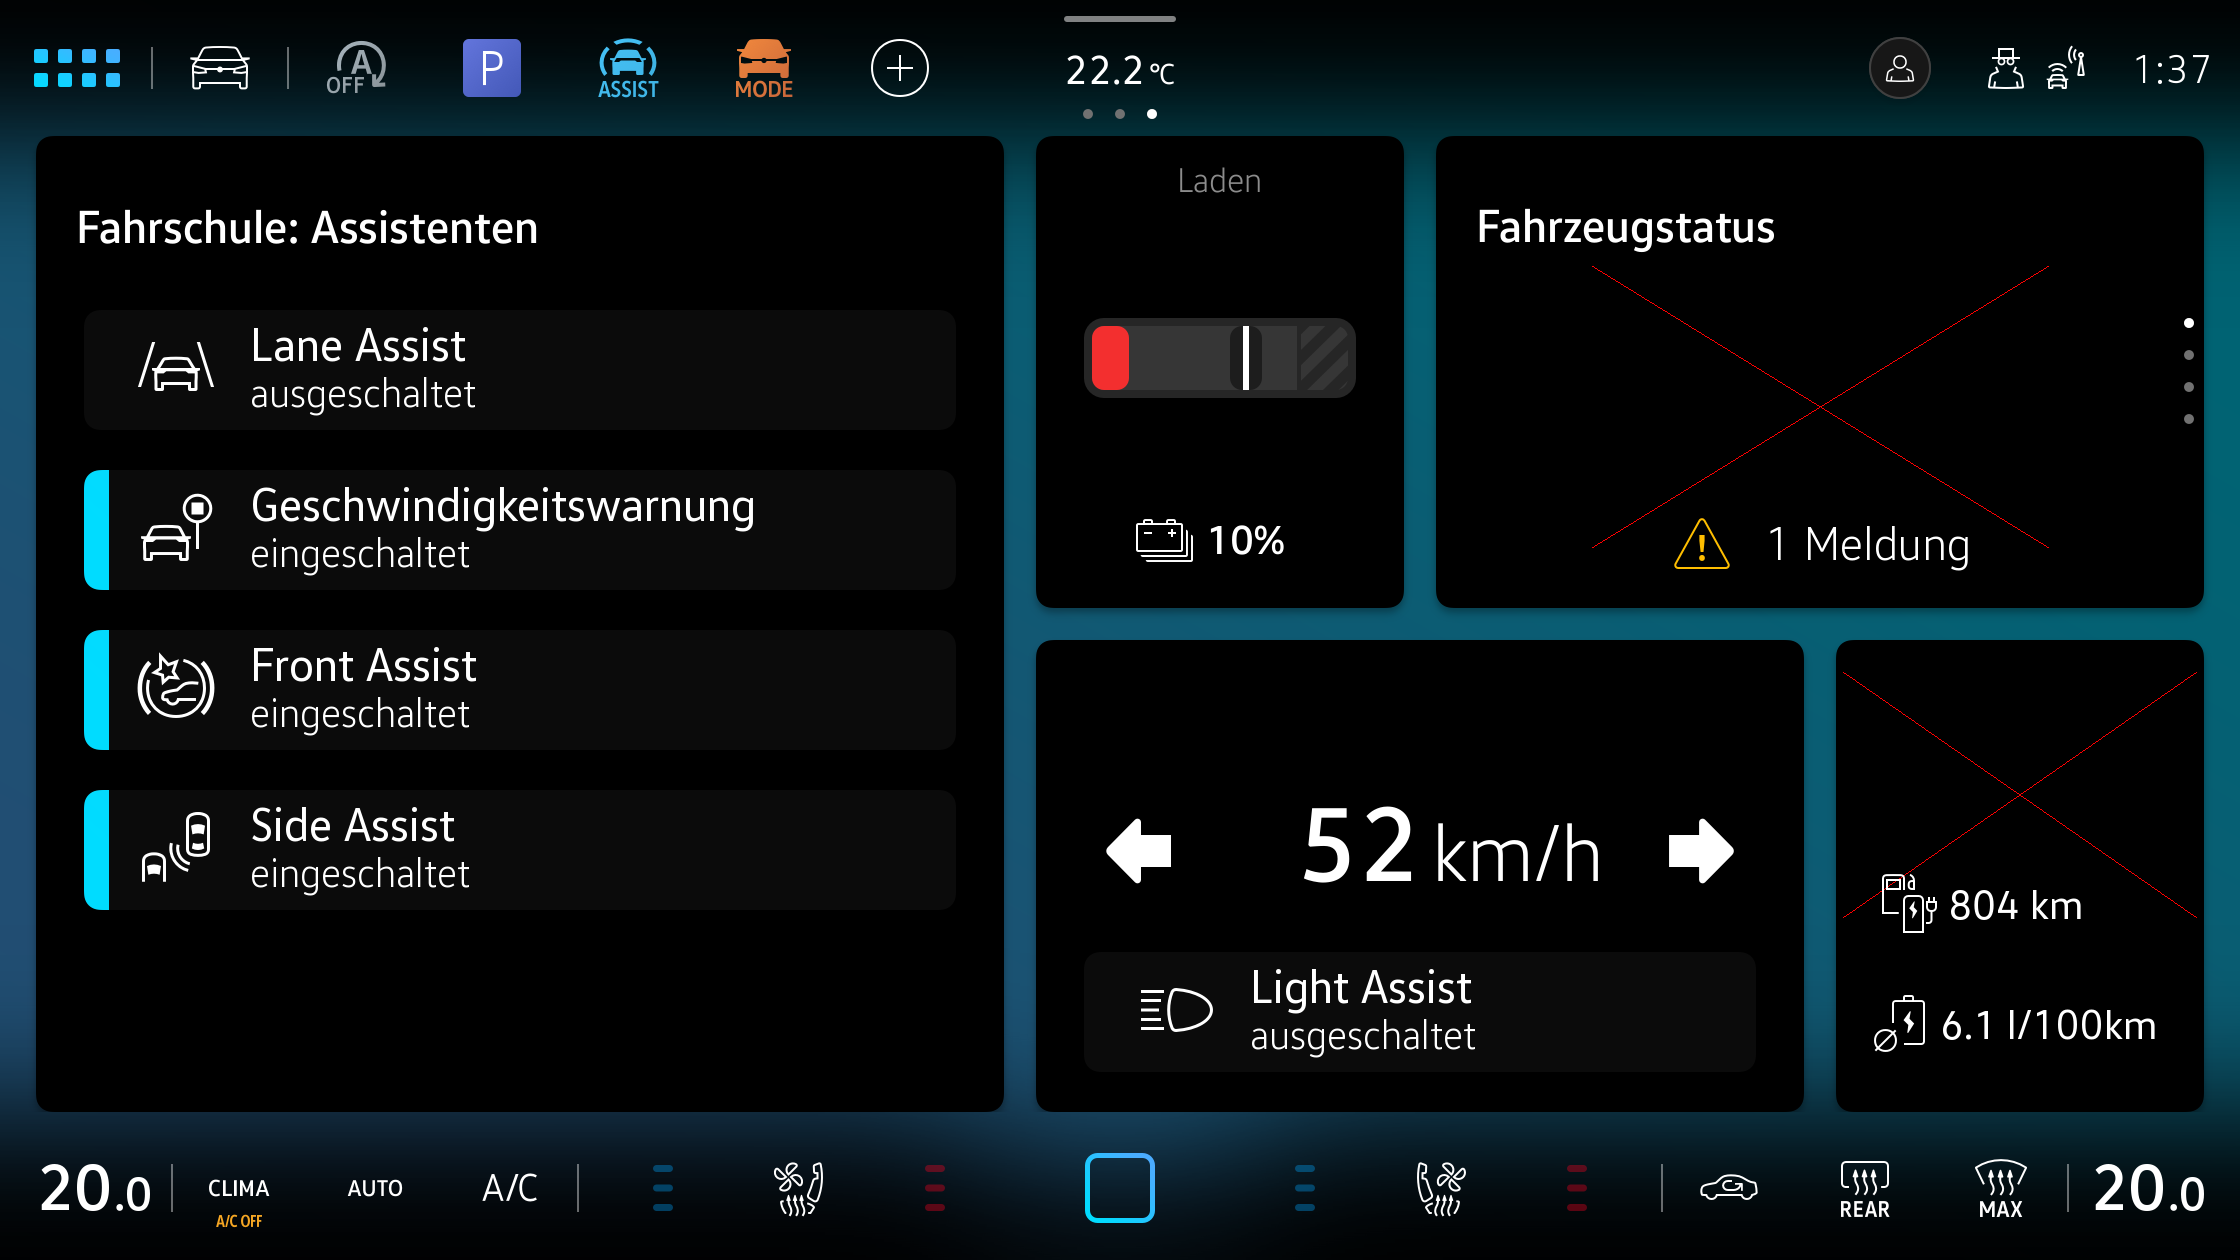 A
OFF
P
ASSIST
MODE
22.2 °C
1:37
Fahrschule: Assistenten
Lane Assist
ausgeschaltet
Geschwindigkeitswarnung
eingeschaltet
Front Assist
eingeschaltet
Side Assist
eingeschaltet
Laden
10%
Fahrzeugstatus
1 Meldung
52 km/h
Light Assist
ausgeschaltet
804 km
6.1 l/100km
20.0
CLIMA
A/C OFF
AUTO
A/C
REAR
MAX
20.0